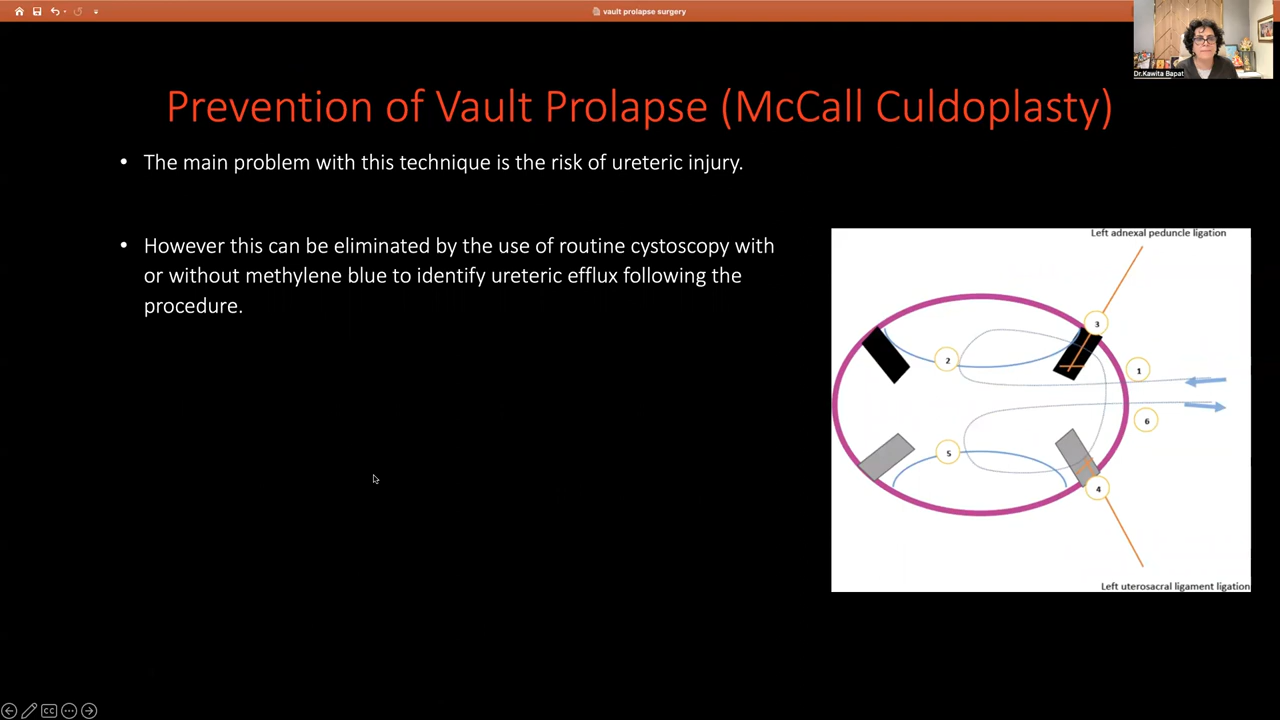 vault prolapse surgery
Dr.Kawita Bapat
Prevention of Vault Prolapse (McCall Culdoplasty)
• The main problem with this technique is the risk of ureteric injury.
• However this can be eliminated by the use of routine cystoscopy with
or without methylene blue to identify ureteric efflux following the
procedure.
Left adnexal peduncle ligation
3
2
1
6
5
4
Left uterosacral ligament ligation
CC